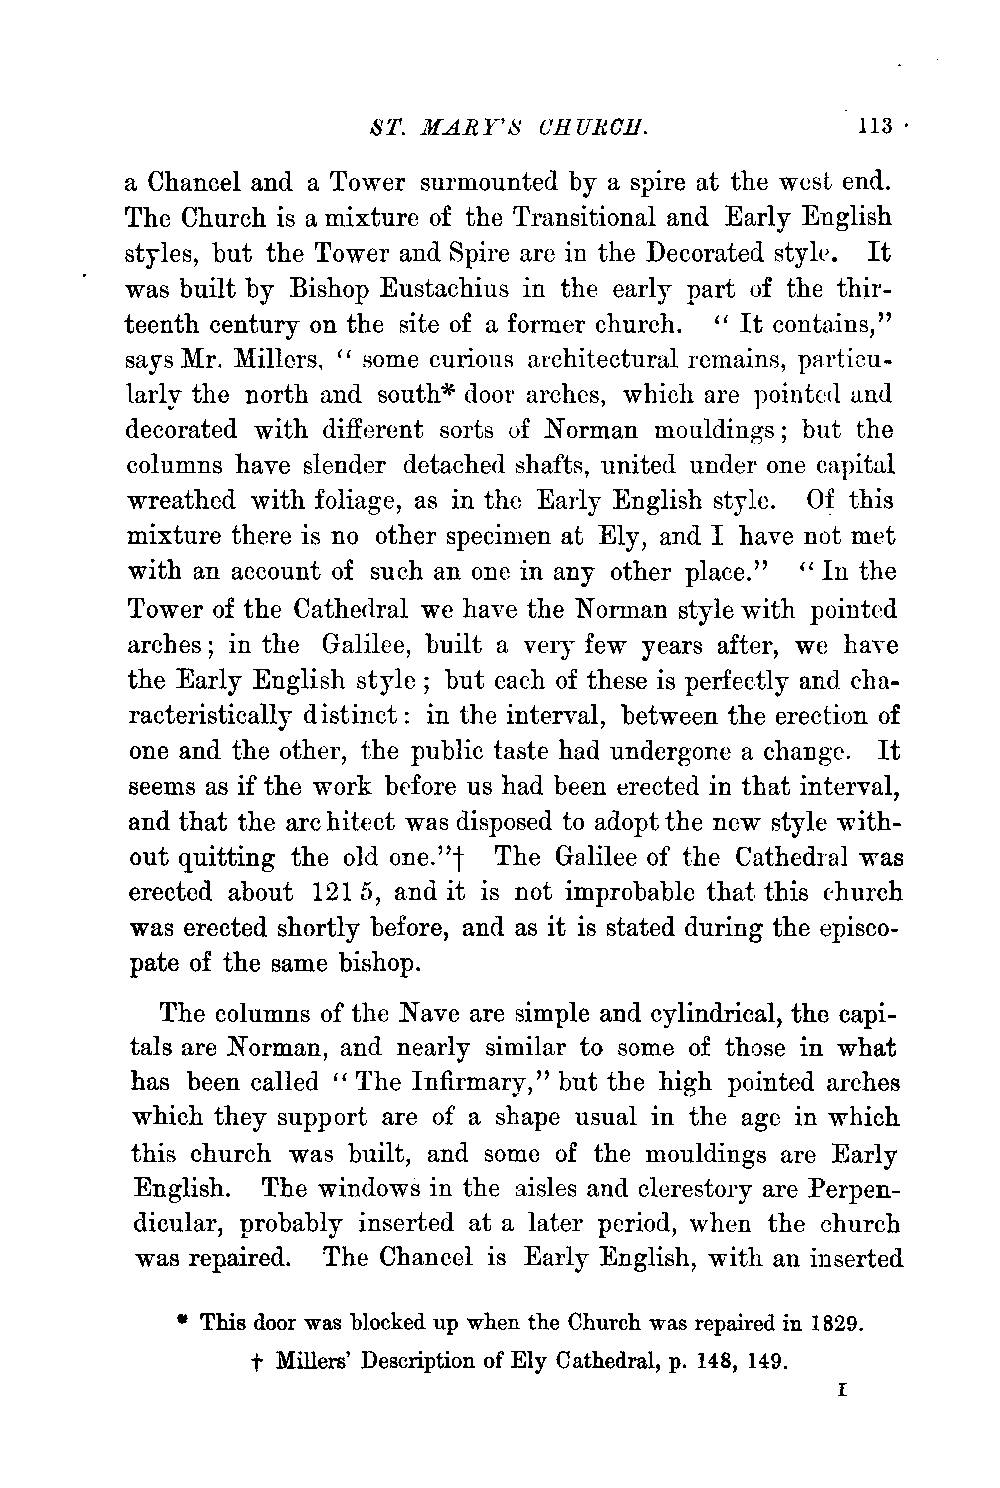 ST. MARY'S CHURCH. 113
a Chancel and a Tower surmounted by a spire at the west end.
The Church is a mixture of the Transitional and Early English
styles, but the Tower and Spire are in the Decorated style. It
was built by Bishop Eustachius in the early part of the thir-
teenth century on the site of a former church. “ It contains,”
says Mr. Millers, “ some curious architectural remains, particu-
larly the north and south* door arches, which are pointed and
decorated with different sorts of Norman mouldings ; but the
columns have slender detached shafts, united under one capital
wreathed with foliage, as in the Early English style. Of this
mixture there is no other specimen at Ely, and I have not met
with an account of such an one in any other place.” “ In the
Tower of the Cathedral we have the Norman style with pointed
arches ; in the Galilee, built a very few years after, we have
the Early English style ; but each of these is perfectly and cha-
racteristically distinct : in the interval, between the erection of
one and the other, the public taste had undergone a change. It
seems as if the work before us had been erected in that interval,
and that the architect was disposed to adopt the new style with-
out quitting the old one.”† The Galilee of the Cathedral was
erected about 1215, and it is not improbable that this church
was erected shortly before, and as it is stated during the episco-
pate of the same bishop.
The columns of the Nave are simple and cylindrical, the capi-
tals are Norman, and nearly similar to some of those in what
has been called “ The Infirmary,” but the high pointed arches
which they support are of a shape usual in the age in which
this church was built, and some of the mouldings are Early
English. The windows in the aisles and clerestory are Perpen-
dicular, probably inserted at a later period, when the church
was repaired. The Chancel is Early English, with an inserted
* This door was blocked up when the Church was repaired in 1829.
† Millers' Description of Ely Cathedral, p. 148, 149.
I